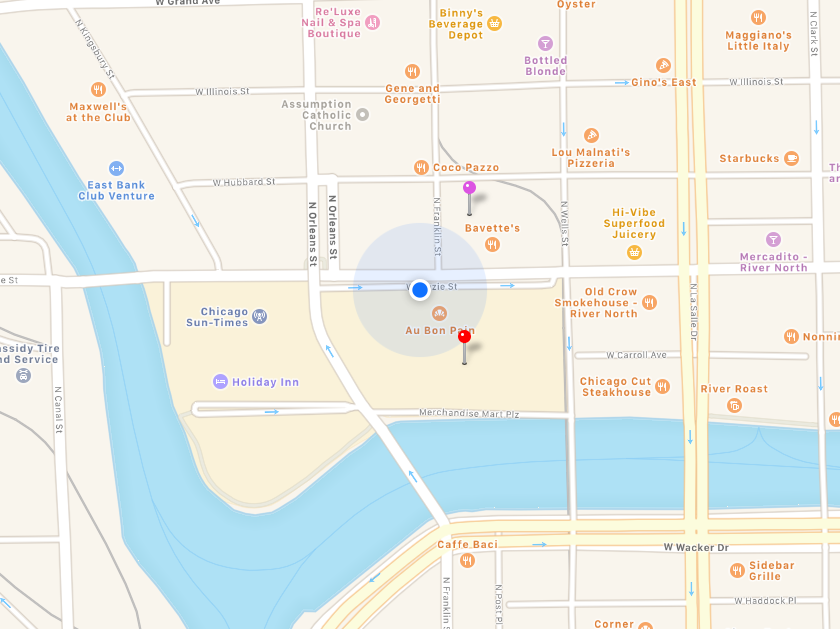 W Grand Ave
Re'Luxe
Nail & Spa
Boutique
Binny's
Beverage
Depot
Oyster
N Kingsbury St
Bottled
Blonde
Maggiano's
Little Italy
N Clark St
Maxwell's
at the Club
W Illinois St
Gene and
Georgetti
Gino's East
W Illinois St
Assumption
Catholic
Church
East Bank
Club Venture
W Hubbard St
Coco Pazzo
Lou Malnati's
Pizzeria
Starbucks
N Orleans St
N Orleans St
N Franklin St
Bavette's
N Wells St
Hi-Vibe
Superfood
Juicery
Mercadito -
River North
e St
Chicago
Sun-Times
Au Bon Pain
Old Crow
Smokehouse -
River North
N La Salle Dr
assidy Tire
nd Service
Nonnin
W Carroll Ave
N Canal St
Holiday Inn
Merchandise Mart Plz
Chicago Cut
Steakhouse
River Roast
Caffe Baci
W Wacker Dr
N Franklin S
N Post Pl
Sidebar
Grille
W Haddock Pl
Corner